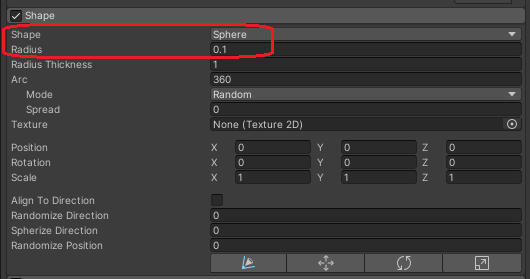 Shape
Shape Sphere
Radius 0.1
Radius Thickness 1
Arc 360
Mode Random
Spread 0
Texture None (Texture 2D)
Position X 0 Y 0 Z 0
Rotation X 0 Y 0 Z 0
Scale X 1 Y 1 Z 1
Align To Direction
Randomize Direction 0
Spherize Direction 0
Randomize Position 0